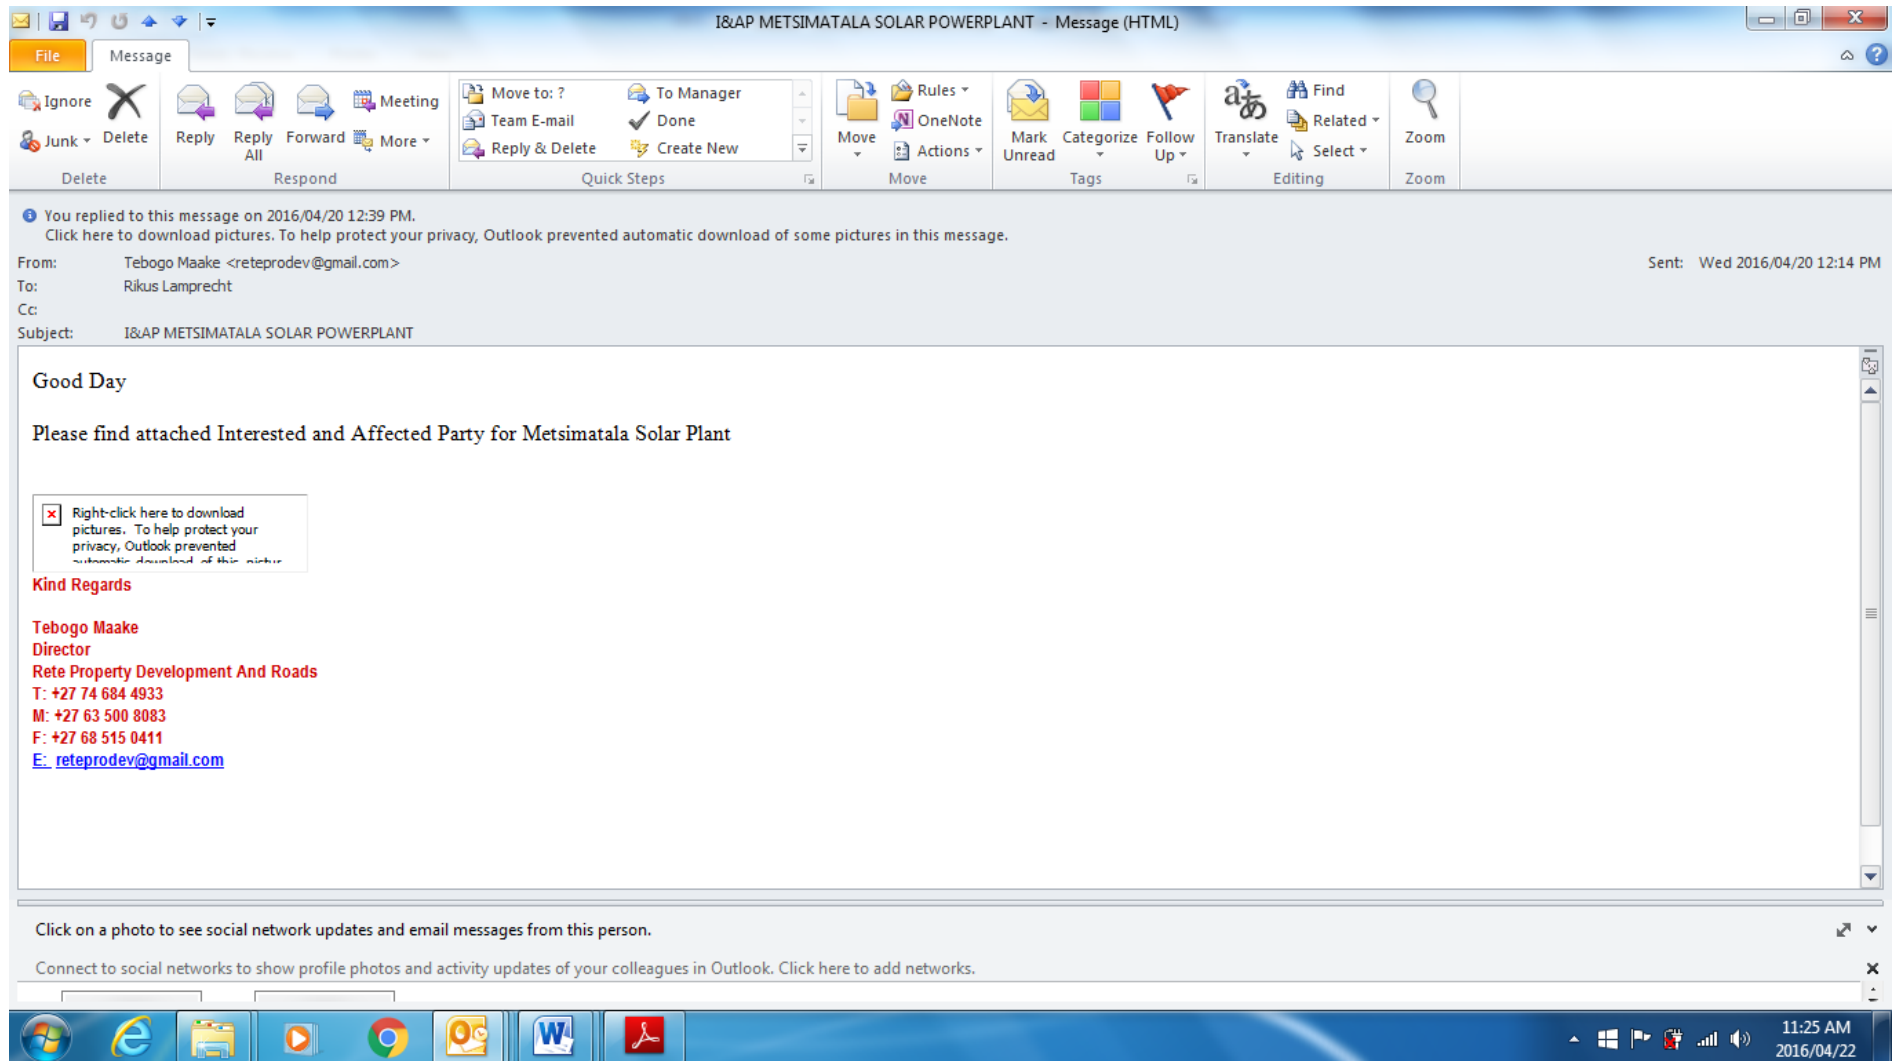 I&AP METSIMATALA SOLAR POWERPLANT - Message (HTML)
File Message
Ignore
Junk
Delete
Reply
Reply All
Forward
Meeting
More
Move to: ?
Team E-mail
Reply & Delete
To Manager
Done
Create New
Move
Rules
OneNote
Actions
Mark Unread
Categorize
Follow Up
Translate
Find
Related
Select
Zoom
Delete Respond Quick Steps Move Tags Editing Zoom
You replied to this message on 2016/04/20 12:39 PM.
Click here to download pictures. To help protect your privacy, Outlook prevented automatic download of some pictures in this message.
From: Tebogo Maake <reteprodev@gmail.com> Sent: Wed 2016/04/20 12:14 PM
To: Rikus Lamprecht
Cc:
Subject: I&AP METSIMATALA SOLAR POWERPLANT
Good Day
Please find attached Interested and Affected Party for Metsimatala Solar Plant
Right-click here to download
pictures. To help protect your
privacy, Outlook prevented
automatic download of this pictur
Kind Regards
Tebogo Maake
Director
Rete Property Development And Roads
T: +27 74 684 4933
M: +27 63 500 8083
F: +27 68 515 0411
E: reteprodev@gmail.com
Click on a photo to see social network updates and email messages from this person.
Connect to social networks to show profile photos and activity updates of your colleagues in Outlook. Click here to add networks.
11:25 AM
2016/04/22